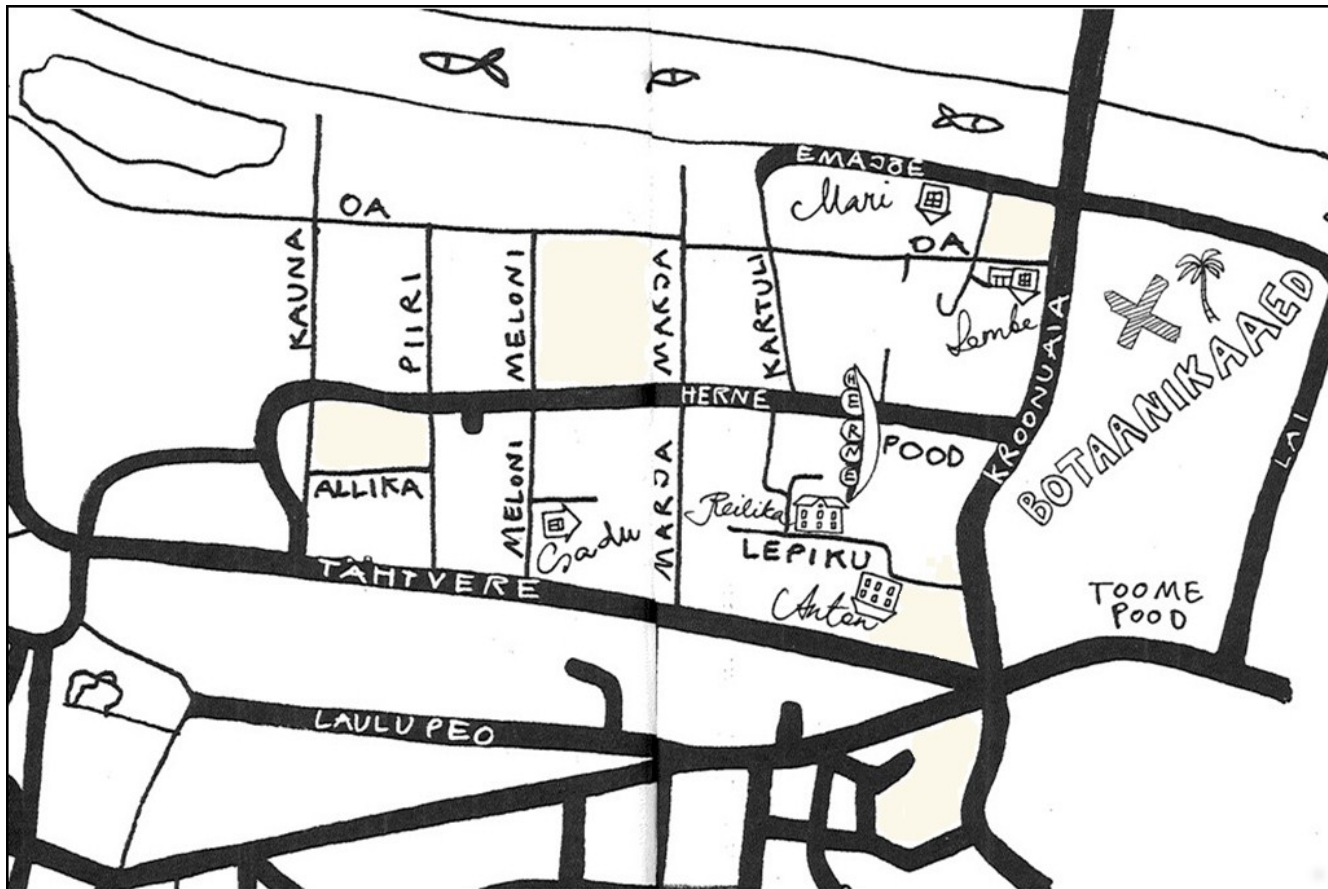 EMAJÕE
Mari
OA
OA
KAUNA
PIIRI
MELONI
MARJA
KARTULI
Lembe
KROONUAIA
BOTAANIKAAED
LAI
HERNE
HERNE
POOD
ALLIKA
MELONI
Sadu
MARJA
Reilika
LEPIKU
Anton
TÄHTVERE
TOOME
POOD
LAULUPEO